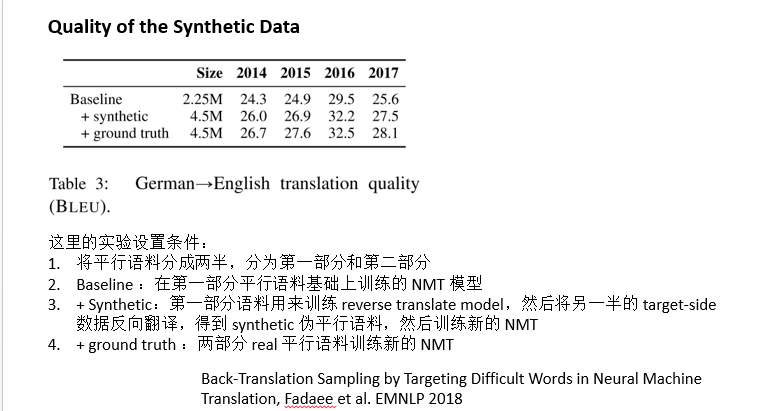 Quality of the Synthetic Data
Size 2014 2015 2016 2017
Baseline 2.25M 24.3 24.9 29.5 25.6
+ synthetic 4.5M 26.0 26.9 32.2 27.5
+ ground truth 4.5M 26.7 27.6 32.5 28.1
Table 3: German→English translation quality
(BLEU).
这里的实验设置条件：
1. 将平行语料分成两半，分为第一部分和第二部分
2. Baseline ：在第一部分平行语料基础上训练的 NMT 模型
3. + Synthetic：第一部分语料用来训练 reverse translate model，然后将另一半的 target-side
数据反向翻译，得到 synthetic 伪平行语料，然后训练新的 NMT
4. + ground truth ：两部分 real 平行语料训练新的 NMT
Back-Translation Sampling by Targeting Difficult Words in Neural Machine
Translation, Fadaee et al. EMNLP 2018